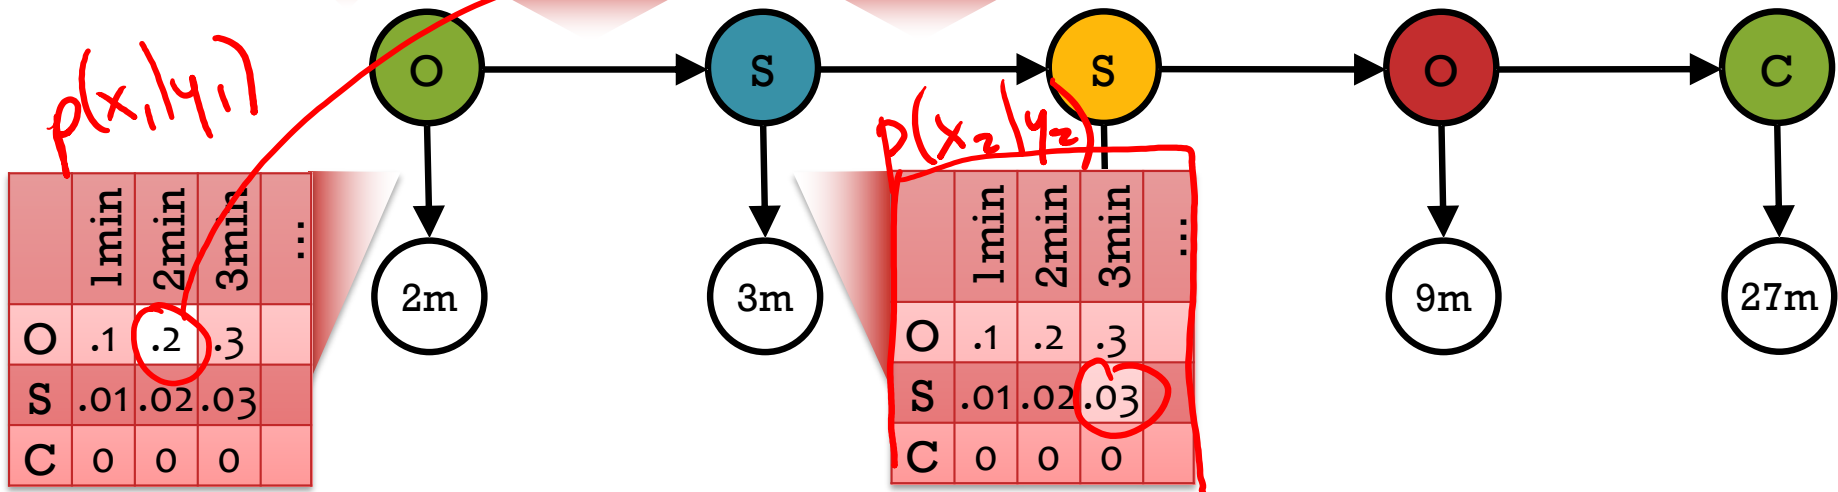 O S S O C
p(x₁|y₁)
p(x₂|y₂)
1min 2min 3min ...
O .1 .2 .3
S .01 .02 .03
C 0 0 0
2m
3m
1min 2min 3min ...
O .1 .2 .3
S .01 .02 .03
C 0 0 0
9m
27m